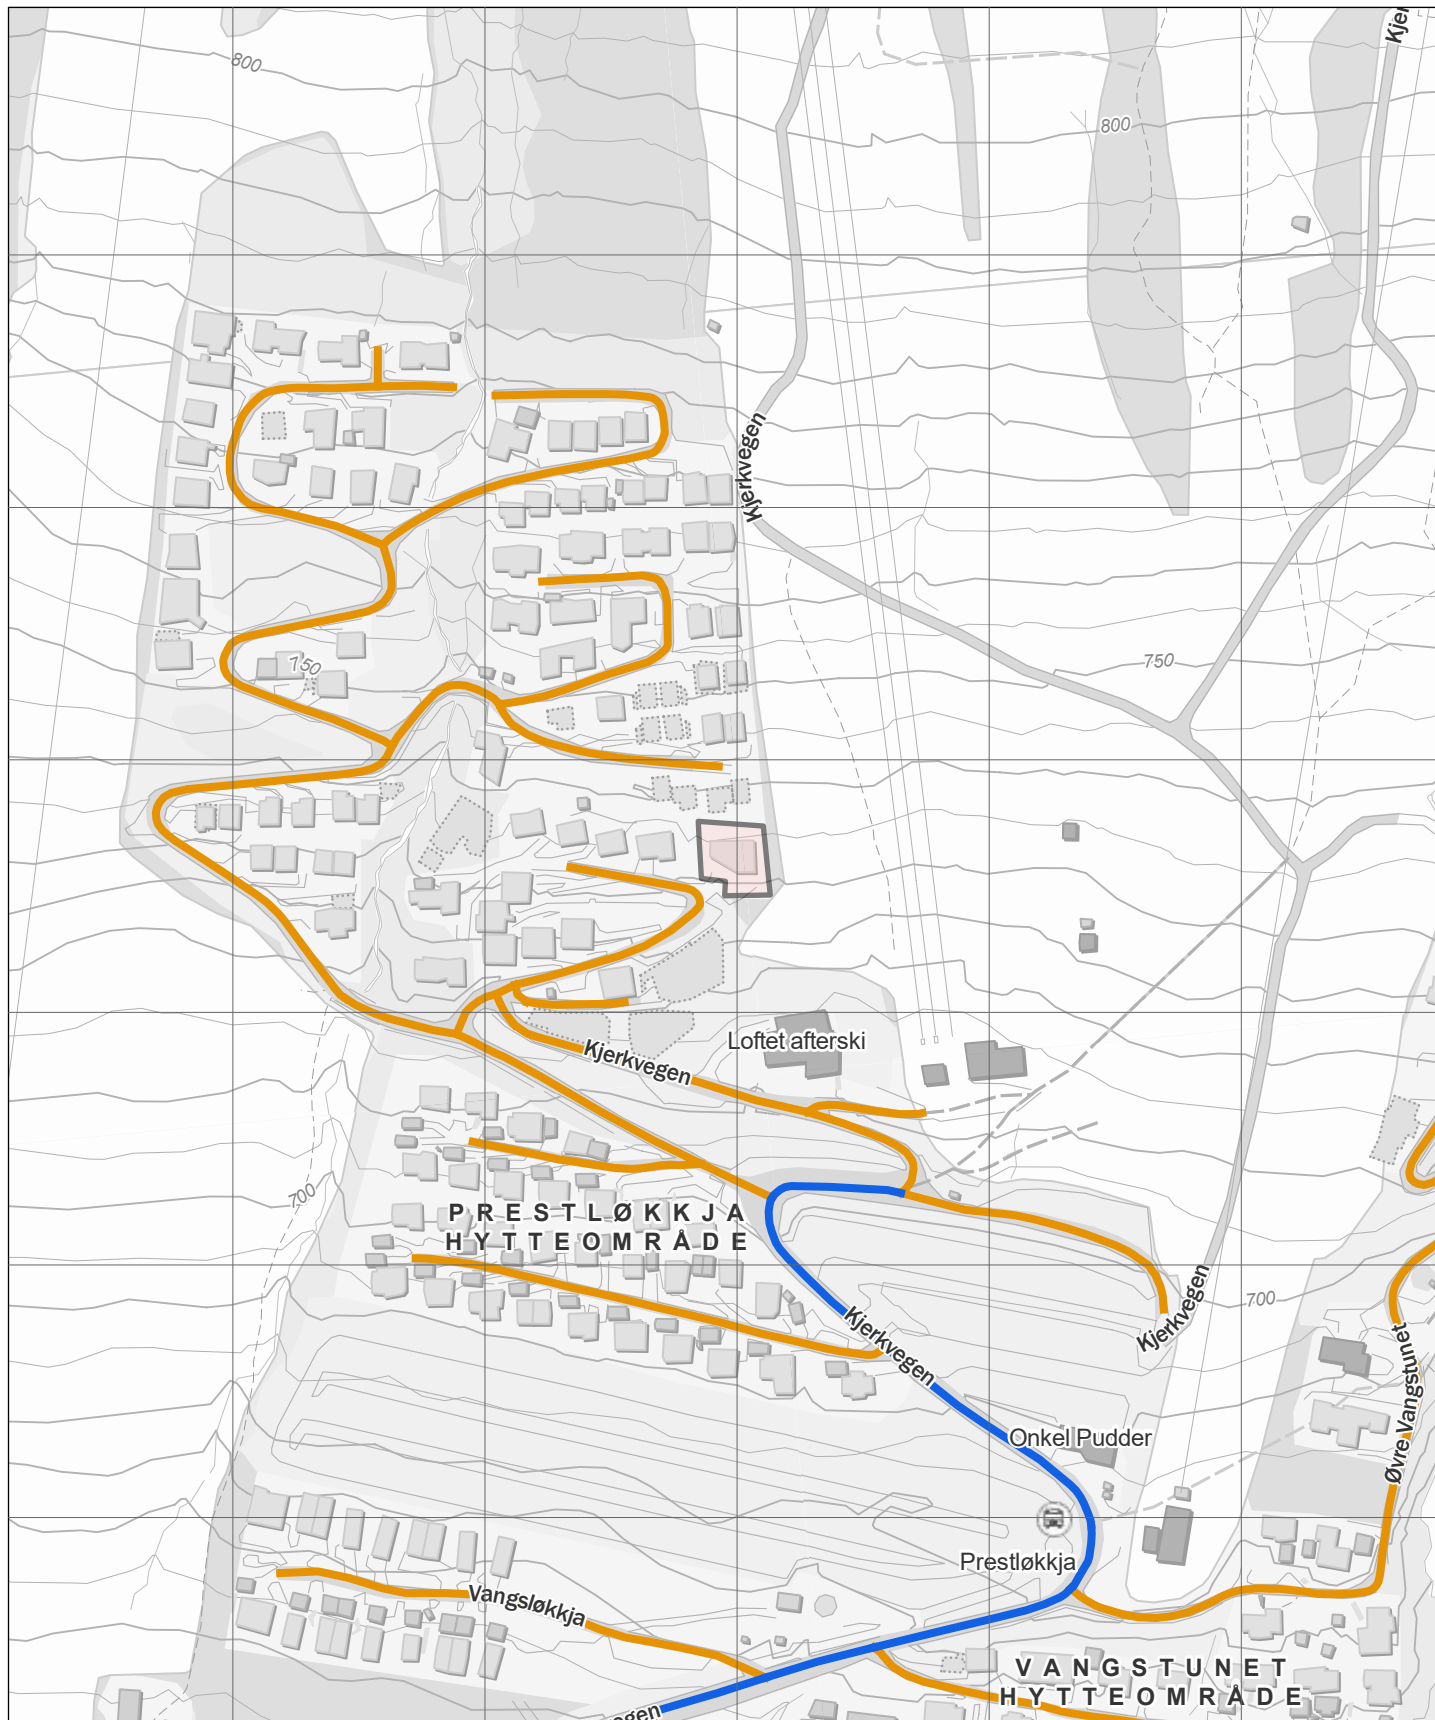 Kjer
800
800
Kjerkvegen
750
750
Loftet afterski
Kjerkvegen
700
PRESTLØKKJA
HYTTEOMRÅDE
Kjerkvegen
Kjerkvegen
700
Øvre Vangstunet
Onkel Pudder
Prestløkkja
Vangsløkkja
VANGSTUNET
HYTTEOMRÅDE
egen